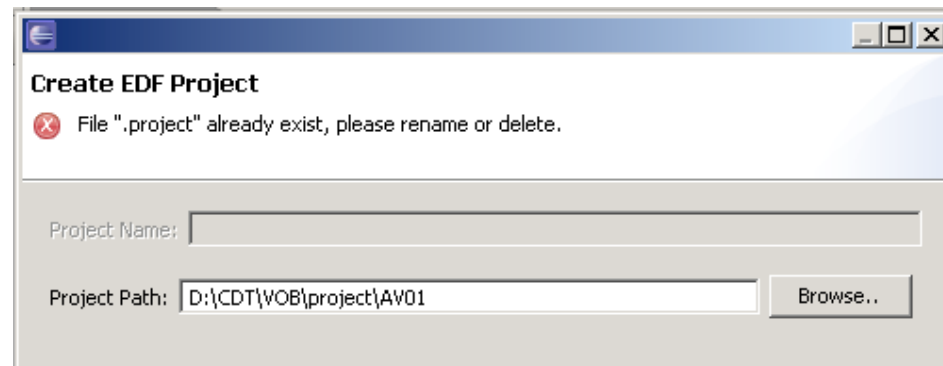 Create EDF Project
File ".project" already exist, please rename or delete.
Project Name:
Project Path: D:\CDT\VOB\project\AV01 Browse..